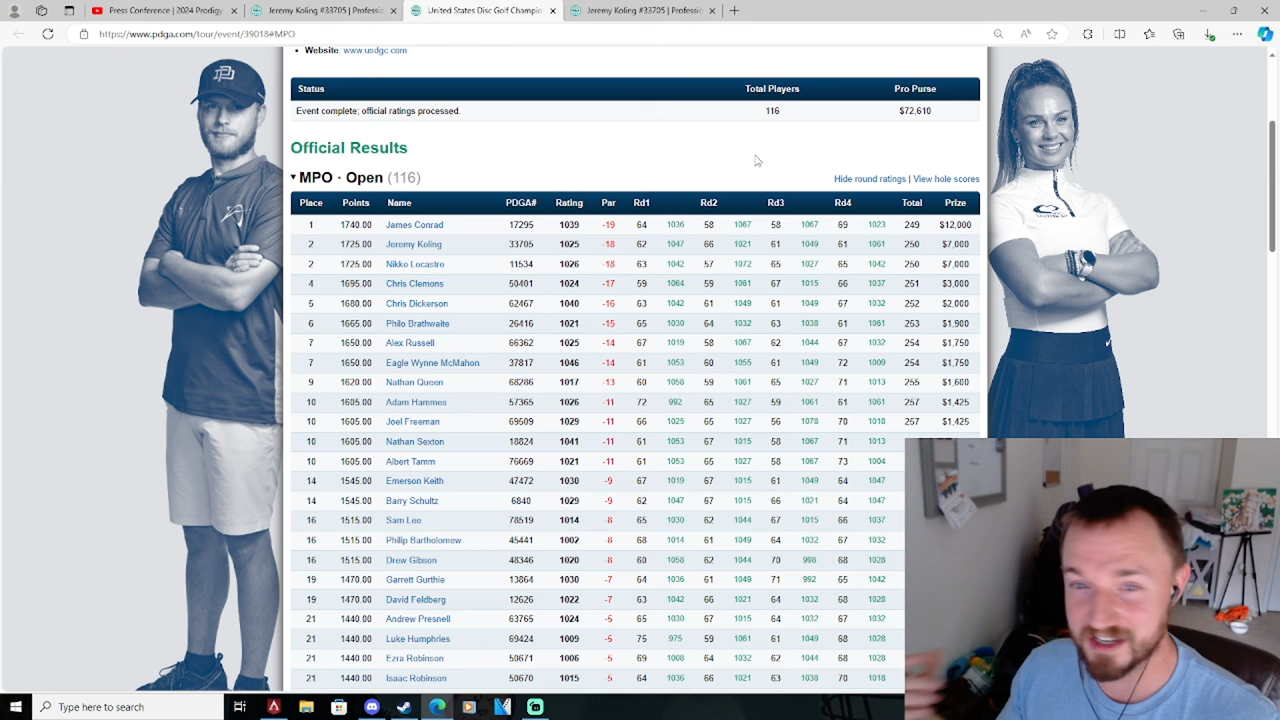 Press Conference | 2024 Prodigy
Jeremy Koling #33705 | Professio
United States Disc Golf Champio
Jeremy Koling #33705 | Professio
https://www.pdga.com/tour/event/39018#MPO
Website www.usdgc.com
Status Total Players Pro Purse
Event complete; official ratings processed. 116 $72,610
Official Results
MPO · Open (116)
Hide round ratings | View hole scores
Place Points Name PDGA# Rating Par Rd1 Rd2 Rd3 Rd4 Total Prize
1 1740.00 James Conrad 17295 1039 -19 64 1036 58 1067 58 1067 69 1023 249 $12,000
2 1725.00 Jeremy Koling 33705 1025 -18 62 1047 66 1021 61 1049 61 1061 250 $7,000
2 1725.00 Nikko Locastro 11534 1026 -18 63 1042 57 1072 65 1027 65 1042 250 $7,000
4 1695.00 Chris Clemons 50401 1024 -17 59 1064 59 1061 67 1015 66 1037 251 $3,000
5 1680.00 Chris Dickerson 62467 1040 -16 63 1042 61 1049 61 1049 67 1032 252 $2,000
6 1665.00 Philo Brathwaite 26416 1021 -15 65 1030 64 1032 63 1038 61 1061 253 $1,900
7 1650.00 Alex Russell 66362 1025 -14 67 1019 58 1067 62 1044 67 1032 254 $1,750
7 1650.00 Eagle Wynne McMahon 37817 1046 -14 61 1053 60 1055 61 1049 72 1009 254 $1,750
9 1620.00 Nathan Queen 68286 1017 -13 60 1058 59 1061 65 1027 71 1013 255 $1,600
10 1605.00 Adam Hammes 57365 1026 -11 72 992 65 1027 59 1061 61 1061 257 $1,425
10 1605.00 Joel Freeman 69509 1029 -11 66 1025 65 1027 56 1078 70 1018 257 $1,425
10 1605.00 Nathan Sexton 18824 1041 -11 61 1053 67 1015 58 1067 71 1013
10 1605.00 Albert Tamm 76669 1021 -11 61 1053 65 1027 58 1067 73 1004
14 1545.00 Emerson Keith 47472 1030 -9 67 1019 67 1015 61 1049 64 1047
14 1545.00 Barry Schultz 6840 1029 -9 62 1047 67 1015 66 1021 64 1047
16 1515.00 Sam Lee 78519 1014 -8 65 1030 62 1044 67 1015 66 1037
16 1515.00 Philip Bartholomew 45441 1002 -8 68 1014 61 1049 64 1032 67 1032
16 1515.00 Drew Gibson 48346 1020 -8 60 1058 62 1044 70 998 68 1028
19 1470.00 Garrett Gurthie 13864 1030 -7 64 1036 61 1049 71 992 65 1042
19 1470.00 David Feldberg 12626 1022 -7 63 1042 66 1021 64 1032 68 1028
21 1440.00 Andrew Presnell 63765 1024 -5 65 1030 67 1015 64 1032 67 1032
21 1440.00 Luke Humphries 69424 1009 -5 75 975 59 1061 61 1049 68 1028
21 1440.00 Ezra Robinson 50671 1006 -5 69 1008 64 1032 62 1044 68 1028
21 1440.00 Isaac Robinson 50670 1015 -5 64 1036 66 1021 63 1038 70 1018
Type here to search